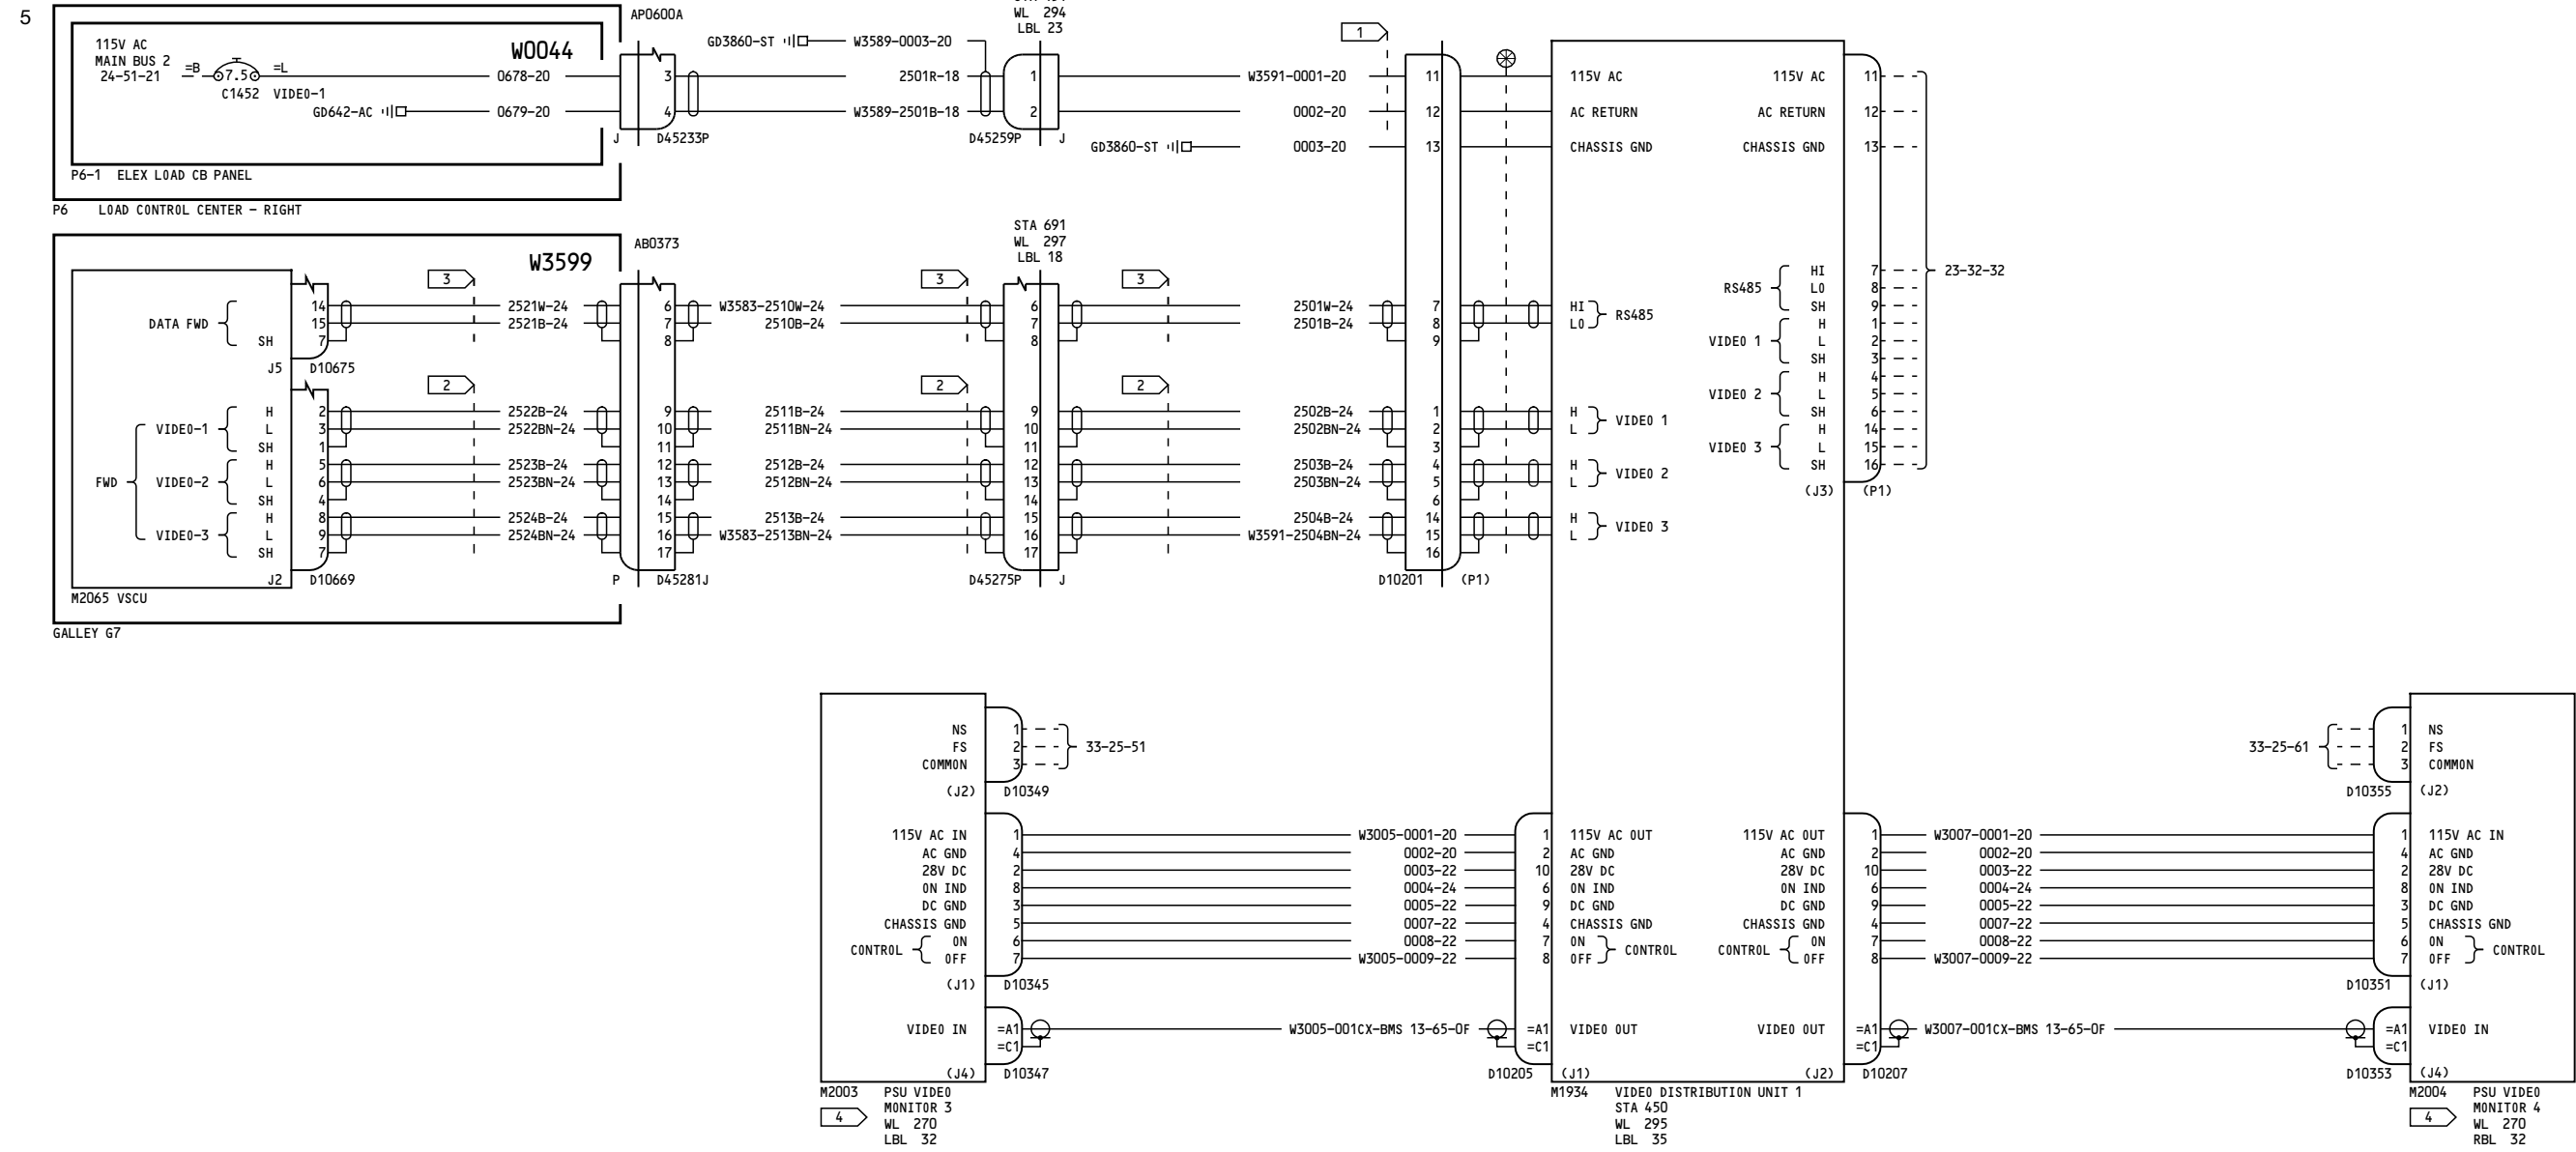 5
115V AC
MAIN BUS 2
24-51-21
=B
7.5
=L
C1452 VIDEO-1
W0044
0678-20
GD642-AC
0679-20
P6-1 ELEX LOAD CB PANEL
P6 LOAD CONTROL CENTER - RIGHT
AP0600A
3
4
J D45233P
GD3860-ST W3589-0003-20
2501R-18
W3589-2501B-18
WL 294
LBL 23
1
2
D45259P J
W3591-0001-20
0002-20
GD3860-ST 0003-20
1
11
12
13
115V AC 115V AC 11
AC RETURN AC RETURN 12
CHASSIS GND CHASSIS GND 13
W3599
AB0373
STA 691
WL 297
LBL 18
3 3 3
DATA FWD
14 2521W-24 6 W3583-2510W-24 6 2501W-24 7 HI
15 2521B-24 7 2510B-24 7 2501B-24 8 LO
RS485
SH 7 8 8 9
J5 D10675
2 2 2
FWD
VIDEO-1
H 2 2522B-24 9 2511B-24 9 2502B-24 1 H
L 3 2522BN-24 10 2511BN-24 10 2502BN-24 2 L
VIDEO 1
SH 1 11 11 3
VIDEO-2
H 5 2523B-24 12 2512B-24 12 2503B-24 4 H
L 6 2523BN-24 13 2512BN-24 13 2503BN-24 5 L
VIDEO 2
SH 4 14 14 6
VIDEO-3
H 8 2524B-24 15 2513B-24 15 2504B-24 14 H
L 9 2524BN-24 16 W3583-2513BN-24 16 W3591-2504BN-24 15 L
VIDEO 3
SH 7 17 17 16
J2 D10669
P D45281J
D45275P J
D10201 (P1)
M2065 VSCU
GALLEY G7
RS485
HI 7
LO 8
SH 9
VIDEO 1
H 1
L 2
SH 3
VIDEO 2
H 4
L 5
SH 6
VIDEO 3
H 14
L 15
SH 16
(J3) (P1)
23-32-32
NS 1
FS 2
COMMON 3
33-25-51
(J2) D10349
115V AC IN 1 W3005-0001-20 1 115V AC OUT
AC GND 4 0002-20 2 AC GND
28V DC 2 0003-22 10 28V DC
ON IND 8 0004-24 6 ON IND
DC GND 3 0005-22 9 DC GND
CHASSIS GND 5 0007-22 4 CHASSIS GND
CONTROL
ON 6 0008-22 7 ON
OFF 7 W3005-0009-22 8 OFF
CONTROL
(J1) D10345
VIDEO IN =A1 W3005-001CX-BMS 13-65-0F =A1 VIDEO OUT
=C1 =C1
(J4) D10347
D10205 (J1)
M2003 PSU VIDEO
MONITOR 3
4
WL 270
LBL 32
M1934 VIDEO DISTRIBUTION UNIT 1
STA 450
WL 295
LBL 35
33-25-61
1 NS
2 FS
3 COMMON
D10355 (J2)
115V AC OUT 1 W3007-0001-20 1 115V AC IN
AC GND 2 0002-20 4 AC GND
28V DC 10 0003-22 2 28V DC
ON IND 6 0004-24 8 ON IND
DC GND 9 0005-22 3 DC GND
CHASSIS GND 4 0007-22 5 CHASSIS GND
CONTROL
ON 7 0008-22 6 ON
OFF 8 W3007-0009-22 7 OFF
CONTROL
D10351 (J1)
VIDEO OUT =A1 W3007-001CX-BMS 13-65-0F =A1 VIDEO IN
=C1 =C1
(J2) D10207
D10353 (J4)
M2004 PSU VIDEO
MONITOR 4
4
WL 270
RBL 32